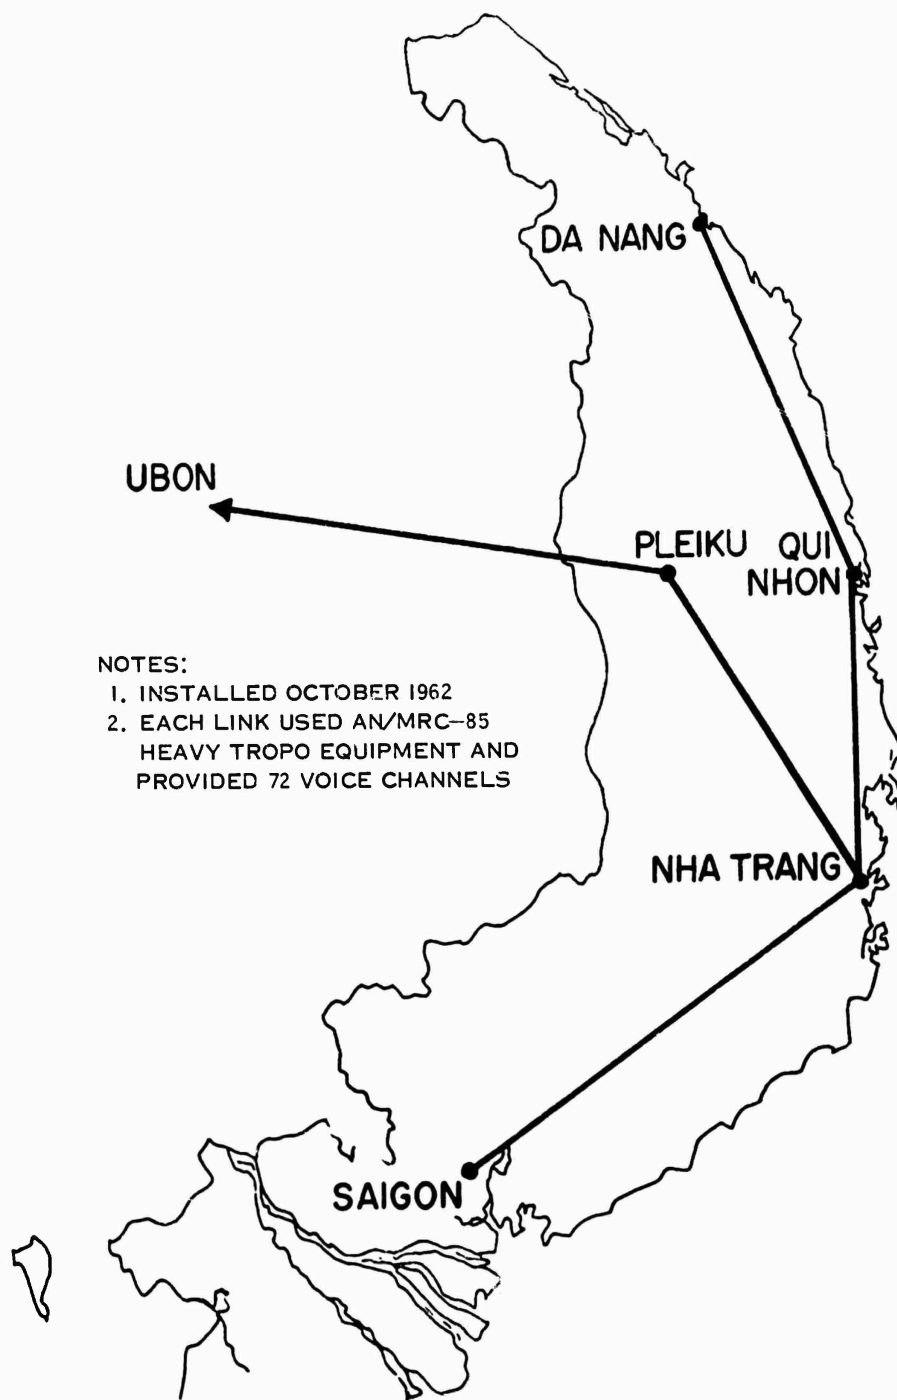 DA NANG
UBON
PLEIKU
QUI
NHON
NOTES:
1. INSTALLED OCTOBER 1962
2. EACH LINK USED AN/MRC-85
HEAVY TROPO EQUIPMENT AND
PROVIDED 72 VOICE CHANNELS
NHA TRANG
SAIGON